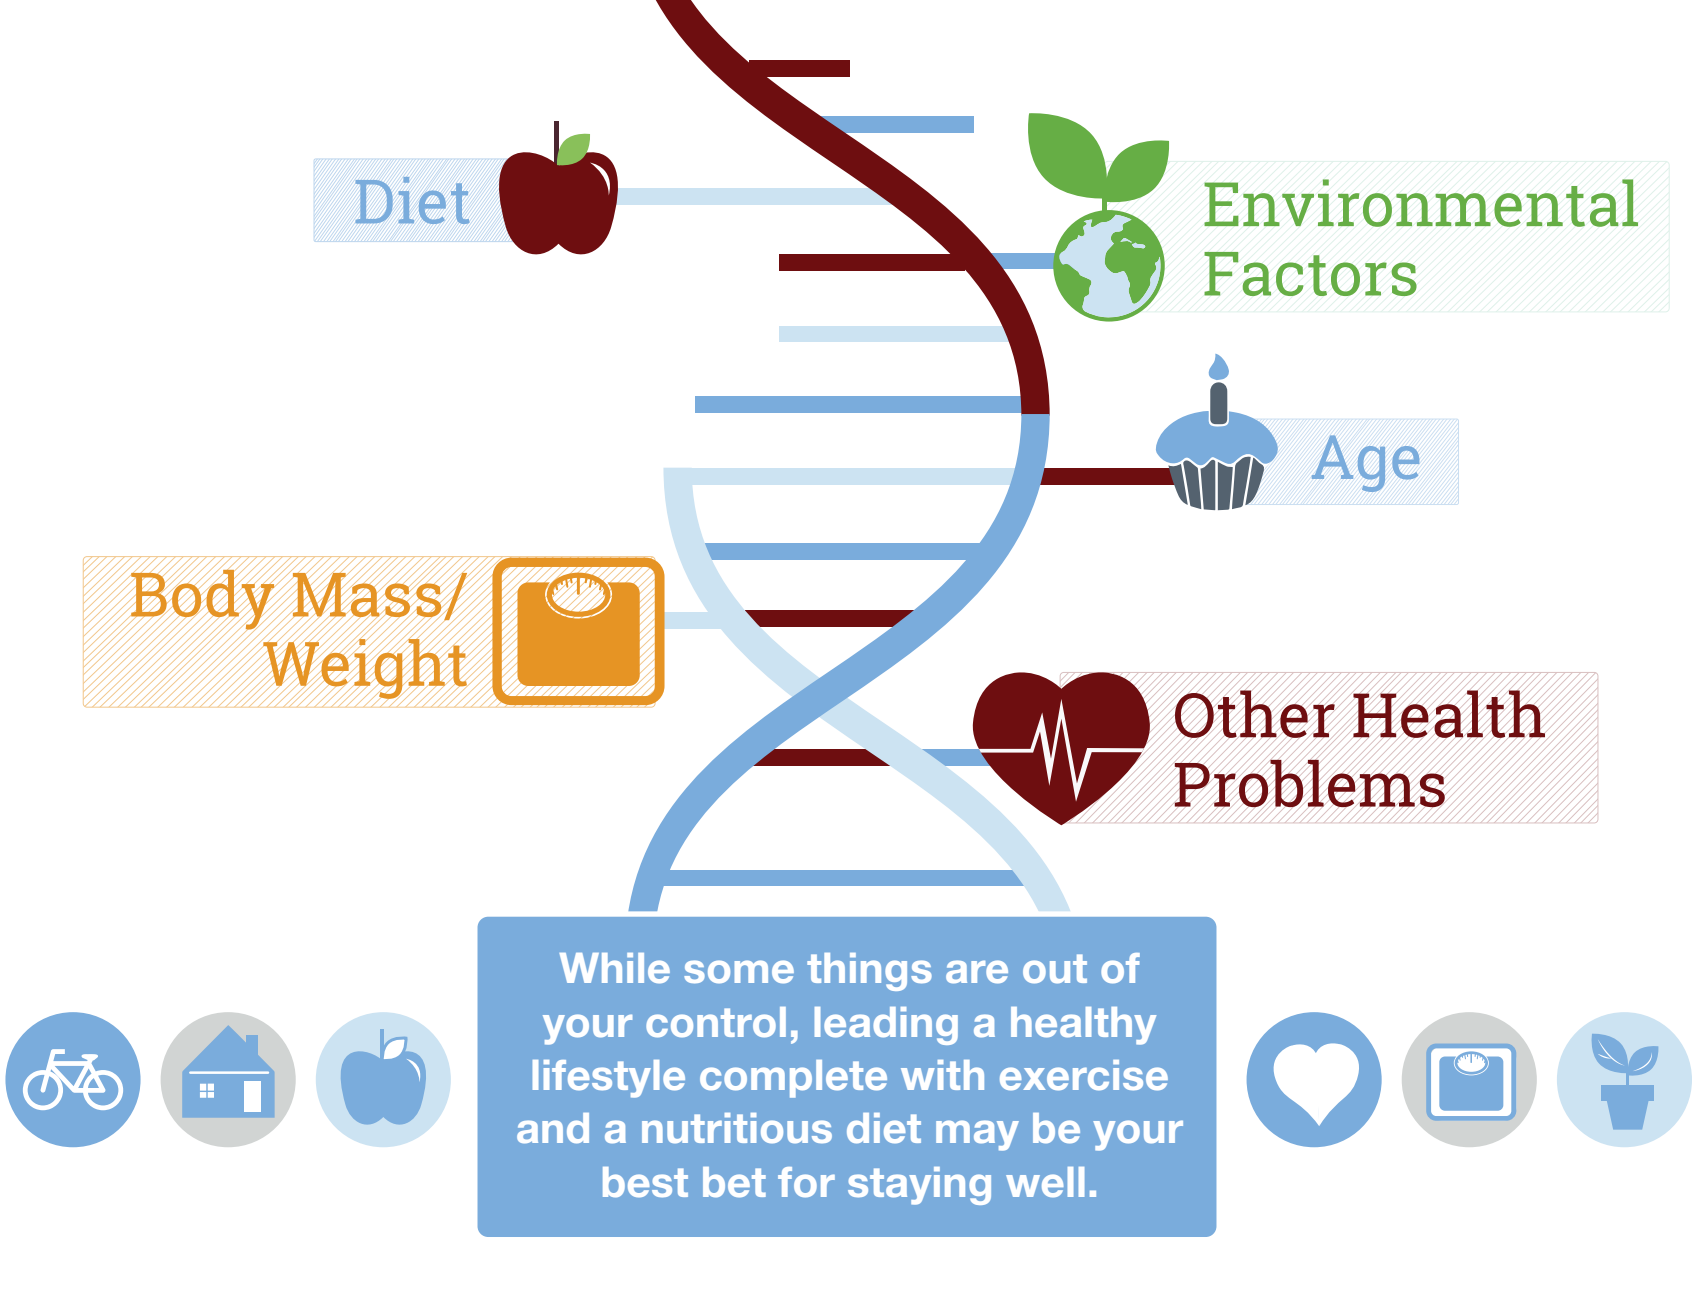 Diet
Environmental
Factors
Age
Body Mass/
Weight
Other Health
Problems
While some things are out of
your control, leading a healthy
lifestyle complete with exercise
and a nutritious diet may be your
best bet for staying well.